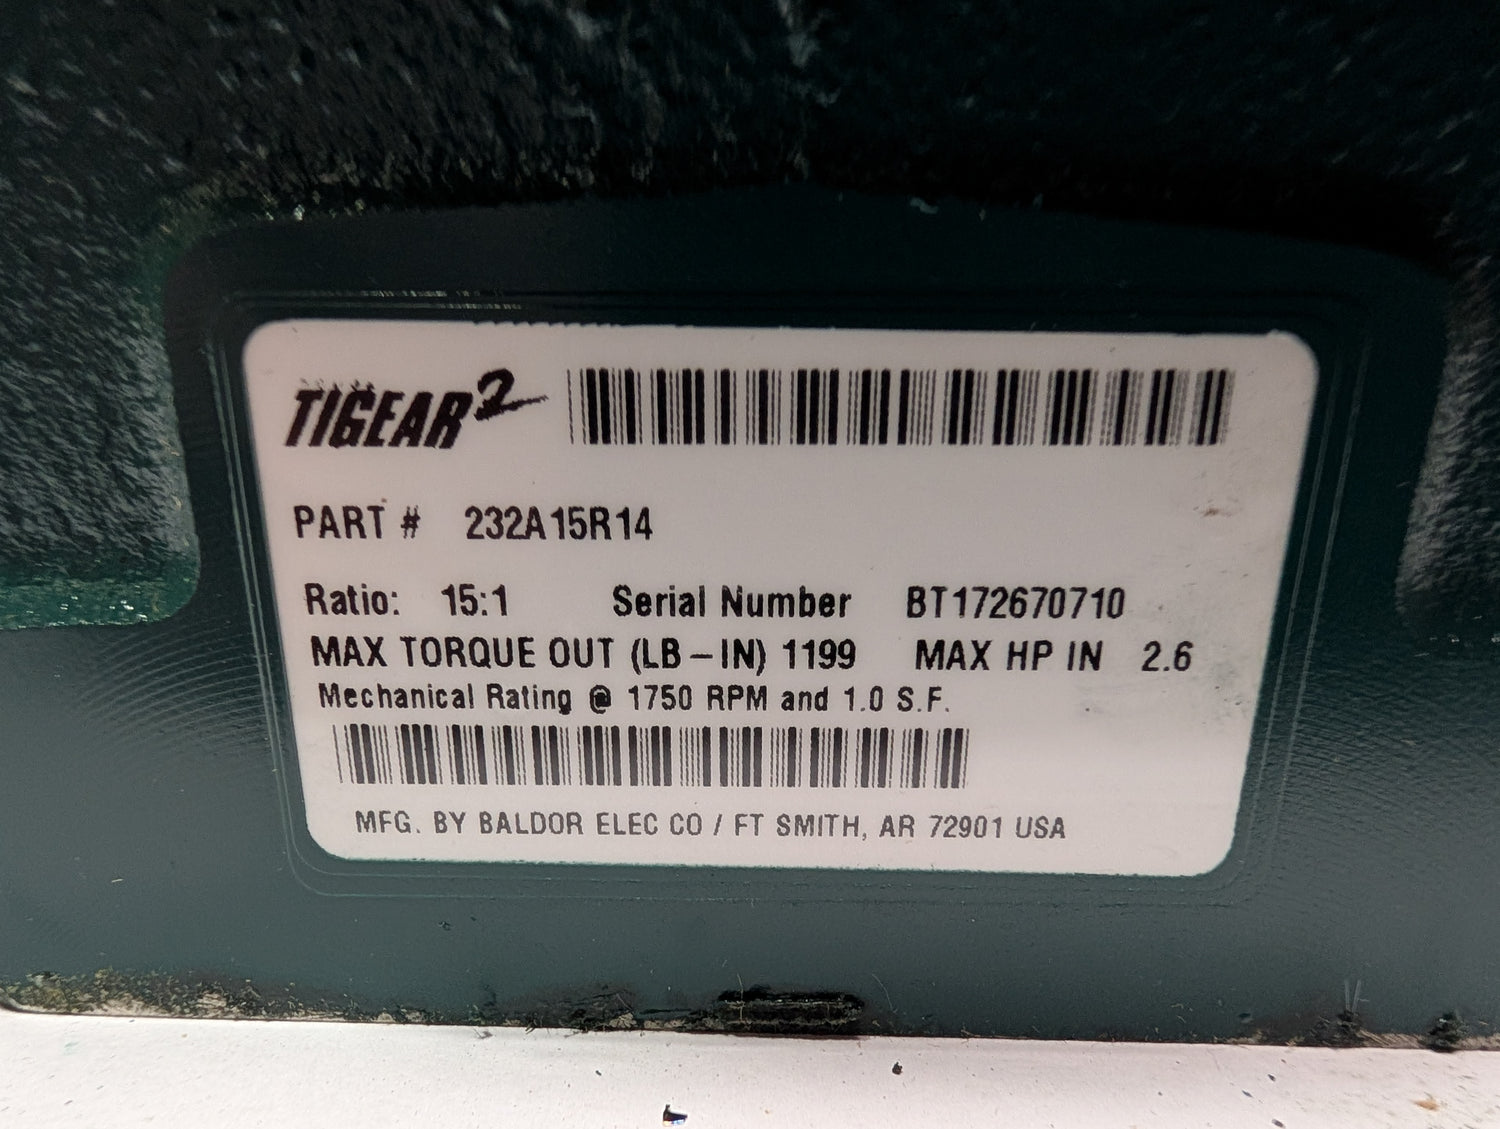 TIGEAR2
PART # 232A15R14
Ratio: 15:1 Serial Number BT172670710
MAX TORQUE OUT (LB-IN) 1199 MAX HP IN 2.6
Mechanical Rating @ 1750 RPM and 1.0 S.F.
MFG. BY BALDOR ELEC CO / FT SMITH, AR 72901 USA